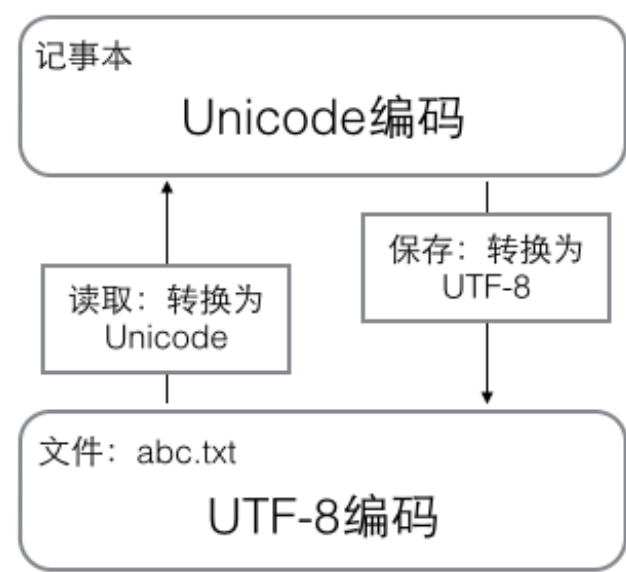 记事本
Unicode编码
保存：转换为
UTF-8
读取：转换为
Unicode
文件：abc.txt
UTF-8编码